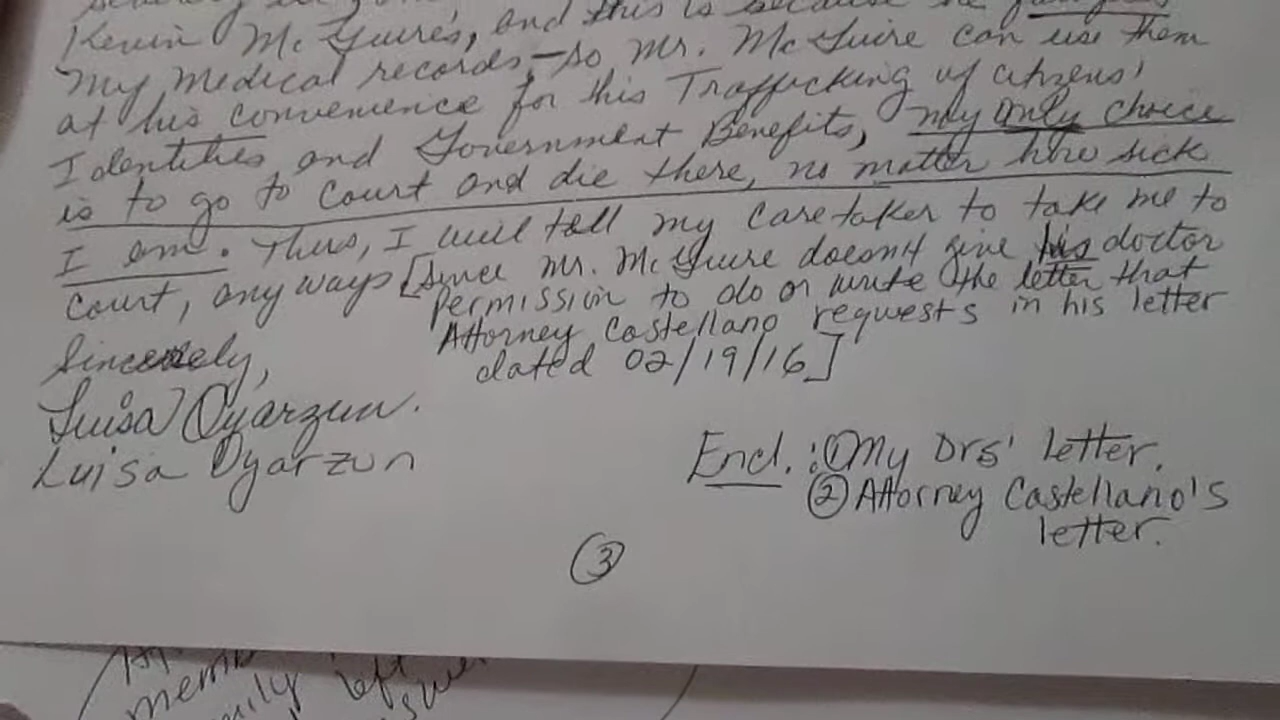 Kevin McGuire's, and this is because he
My Medical records – so Mr. McGuire can use them
at his convenience for this Trafficking of citizens'
Identities and Government Benefits, my only choice
is to go to Court and die there, no matter how sick
I am. Thus, I will tell my caretaker to take me to
Court, any ways [Since Mr. McGuire doesn't give his doctor
Permission to do or write the letter that
Attorney Castellano requests in his letter
dated 02/19/16]
Sincerely,
Luisa Oyarzun.
Luisa Oyarzun
Encl. : ① My Drs' letter.
② Attorney Castellano's
letter.
③
left